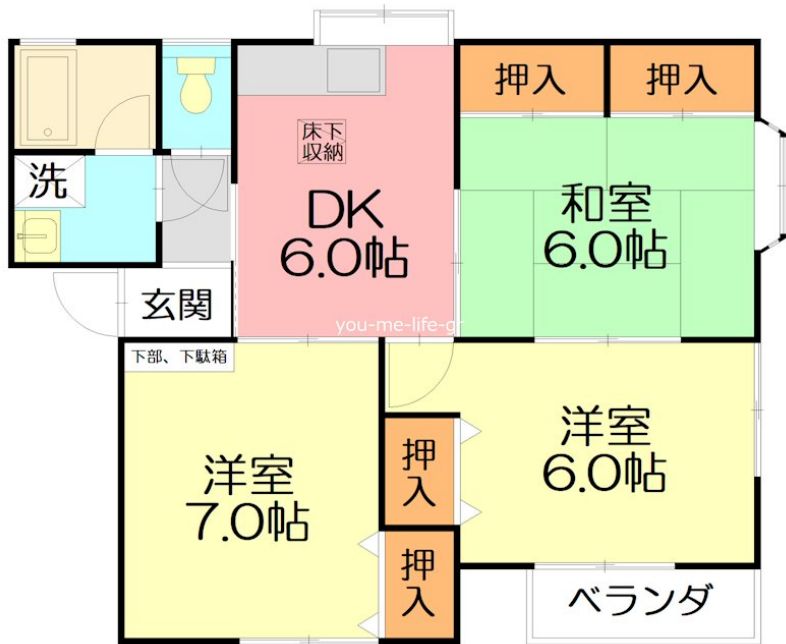 押入
押入
床下
収納
洗
DK
6.0帖
和室
6.0帖
玄関
you-me-life-gr
下部、下駄箱
洋室
7.0帖
押
入
洋室
6.0帖
押
入
ベランダ